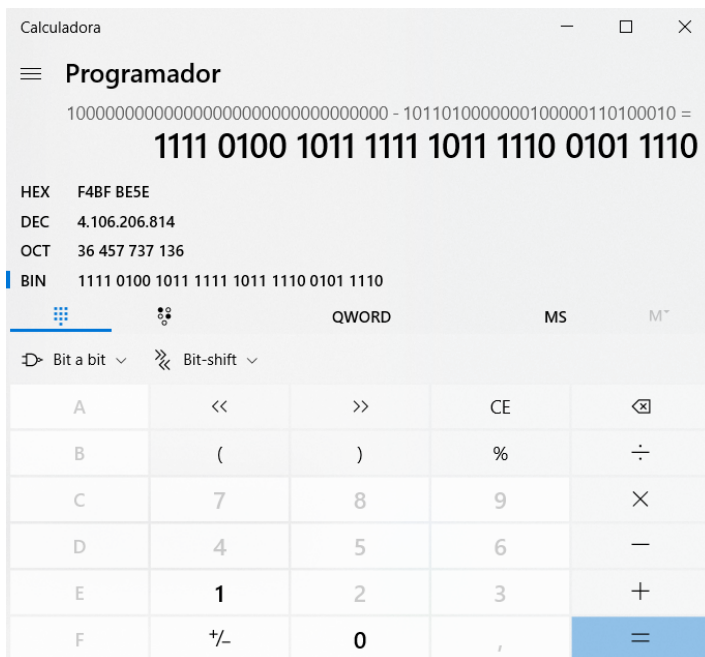 Calculadora
Programador
100000000000000000000000000000000 - 1011010000000100000110100010 =
1111 0100 1011 1111 1011 1110 0101 1110
HEX F4BF BE5E
DEC 4.106.206.814
OCT 36 457 737 136
BIN 1111 0100 1011 1111 1011 1110 0101 1110
QWORD MS M˅
Bit a bit Bit-shift
A << >> CE
B ( ) % ÷
C 7 8 9 ×
D 4 5 6 −
E 1 2 3 +
F +/− 0 , =